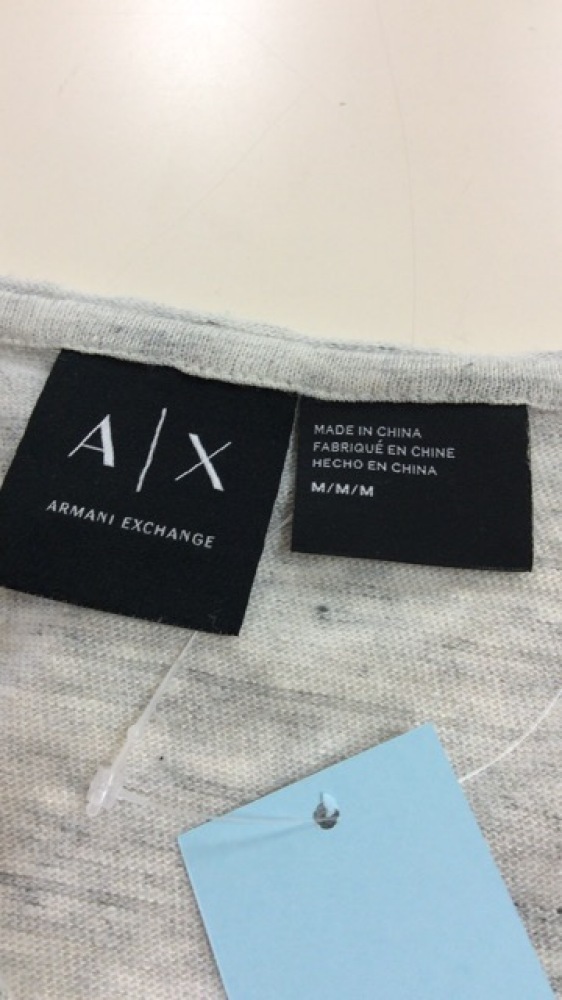 A|X
ARMANI EXCHANGE
MADE IN CHINA
FABRIQUÉ EN CHINE
HECHO EN CHINA
M/M/M